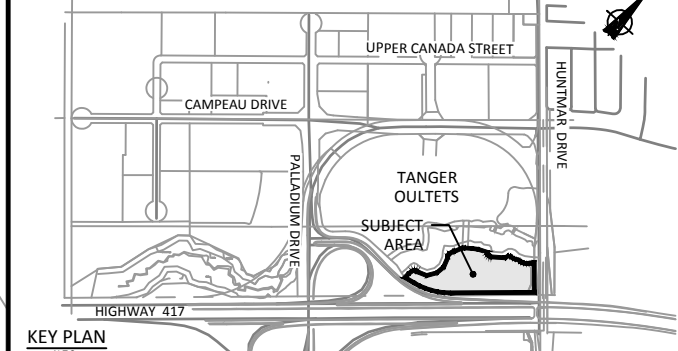 UPPER CANADA STREET
HUNTMAR DRIVE
CAMPEAU DRIVE
PALLADIUM DRIVE
TANGER
OULTETS
SUBJECT
AREA
HIGHWAY 417
KEY PLAN